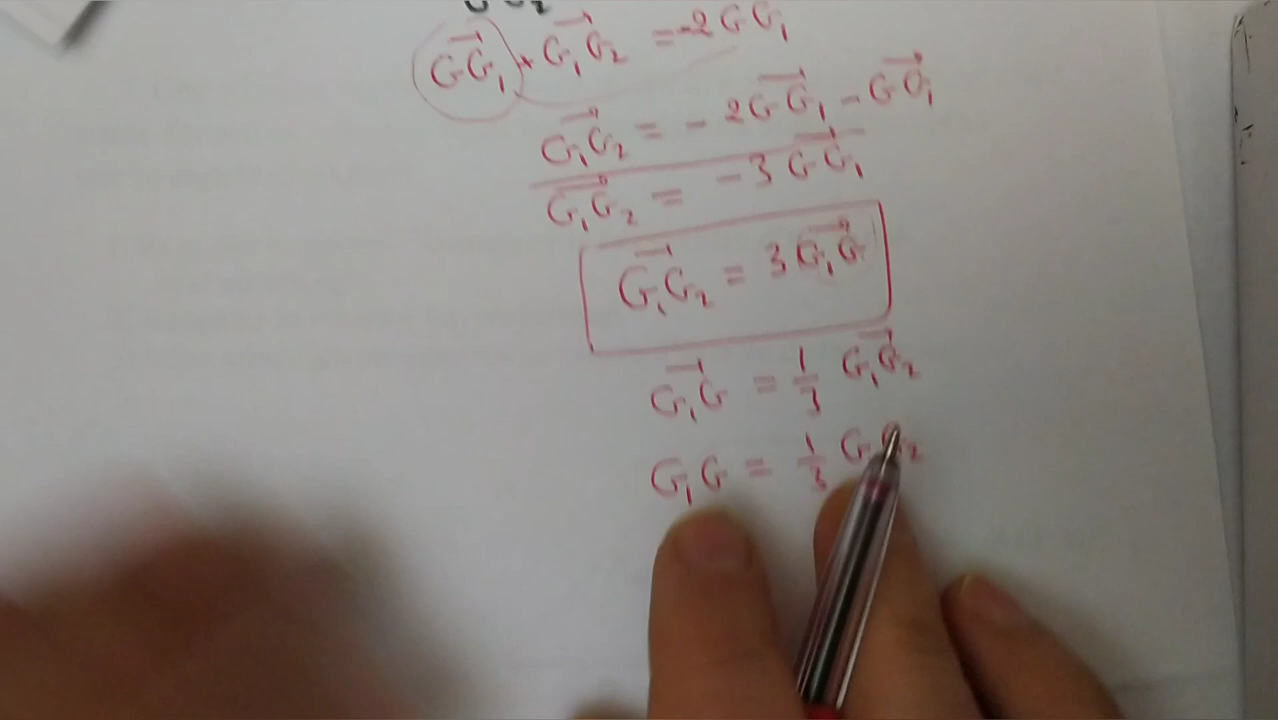 GG₁ + G₁G₂ = -2GG₁
G₁G₂ = - 2GG₁ - GG₁
G₁G₂ = -3GG₁
G₁G₂ = 3G₁G
G₁G = 1/3 G₁G₂
G₁G = 1/3 G₁G₂